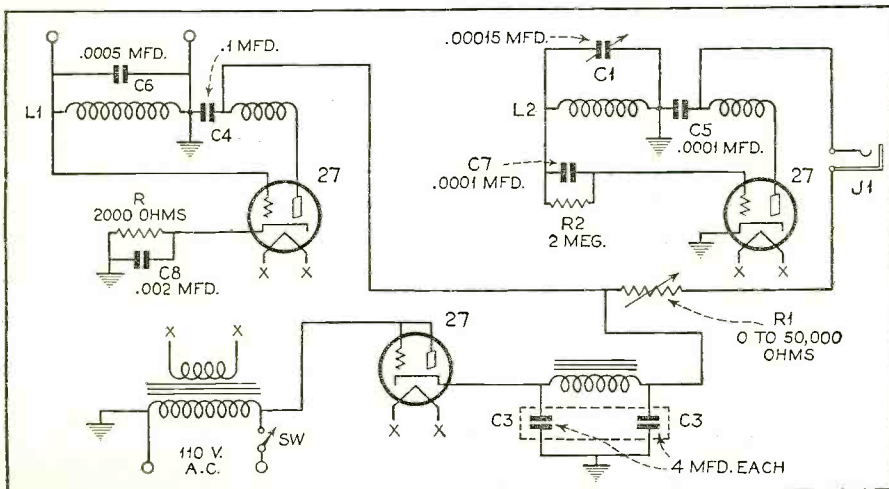 .0005 MFD.
C6
.1 MFD.
L1
C4
27
R
2000 OHMS
C8
.002 MFD.
X X
.00015 MFD.
C1
L2
C5
.0001 MFD.
C7
.0001 MFD.
27
R2
2 MEG.
J1
X X
R1
0 TO 50,000
OHMS
X X
27
SW
110 V.
A.C.
X X
C3
C3
4 MFD. EACH